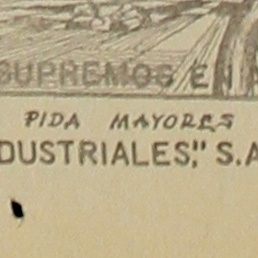 SUPREMOS EN
PIDA MAYORES
DUSTRIALES," S.A